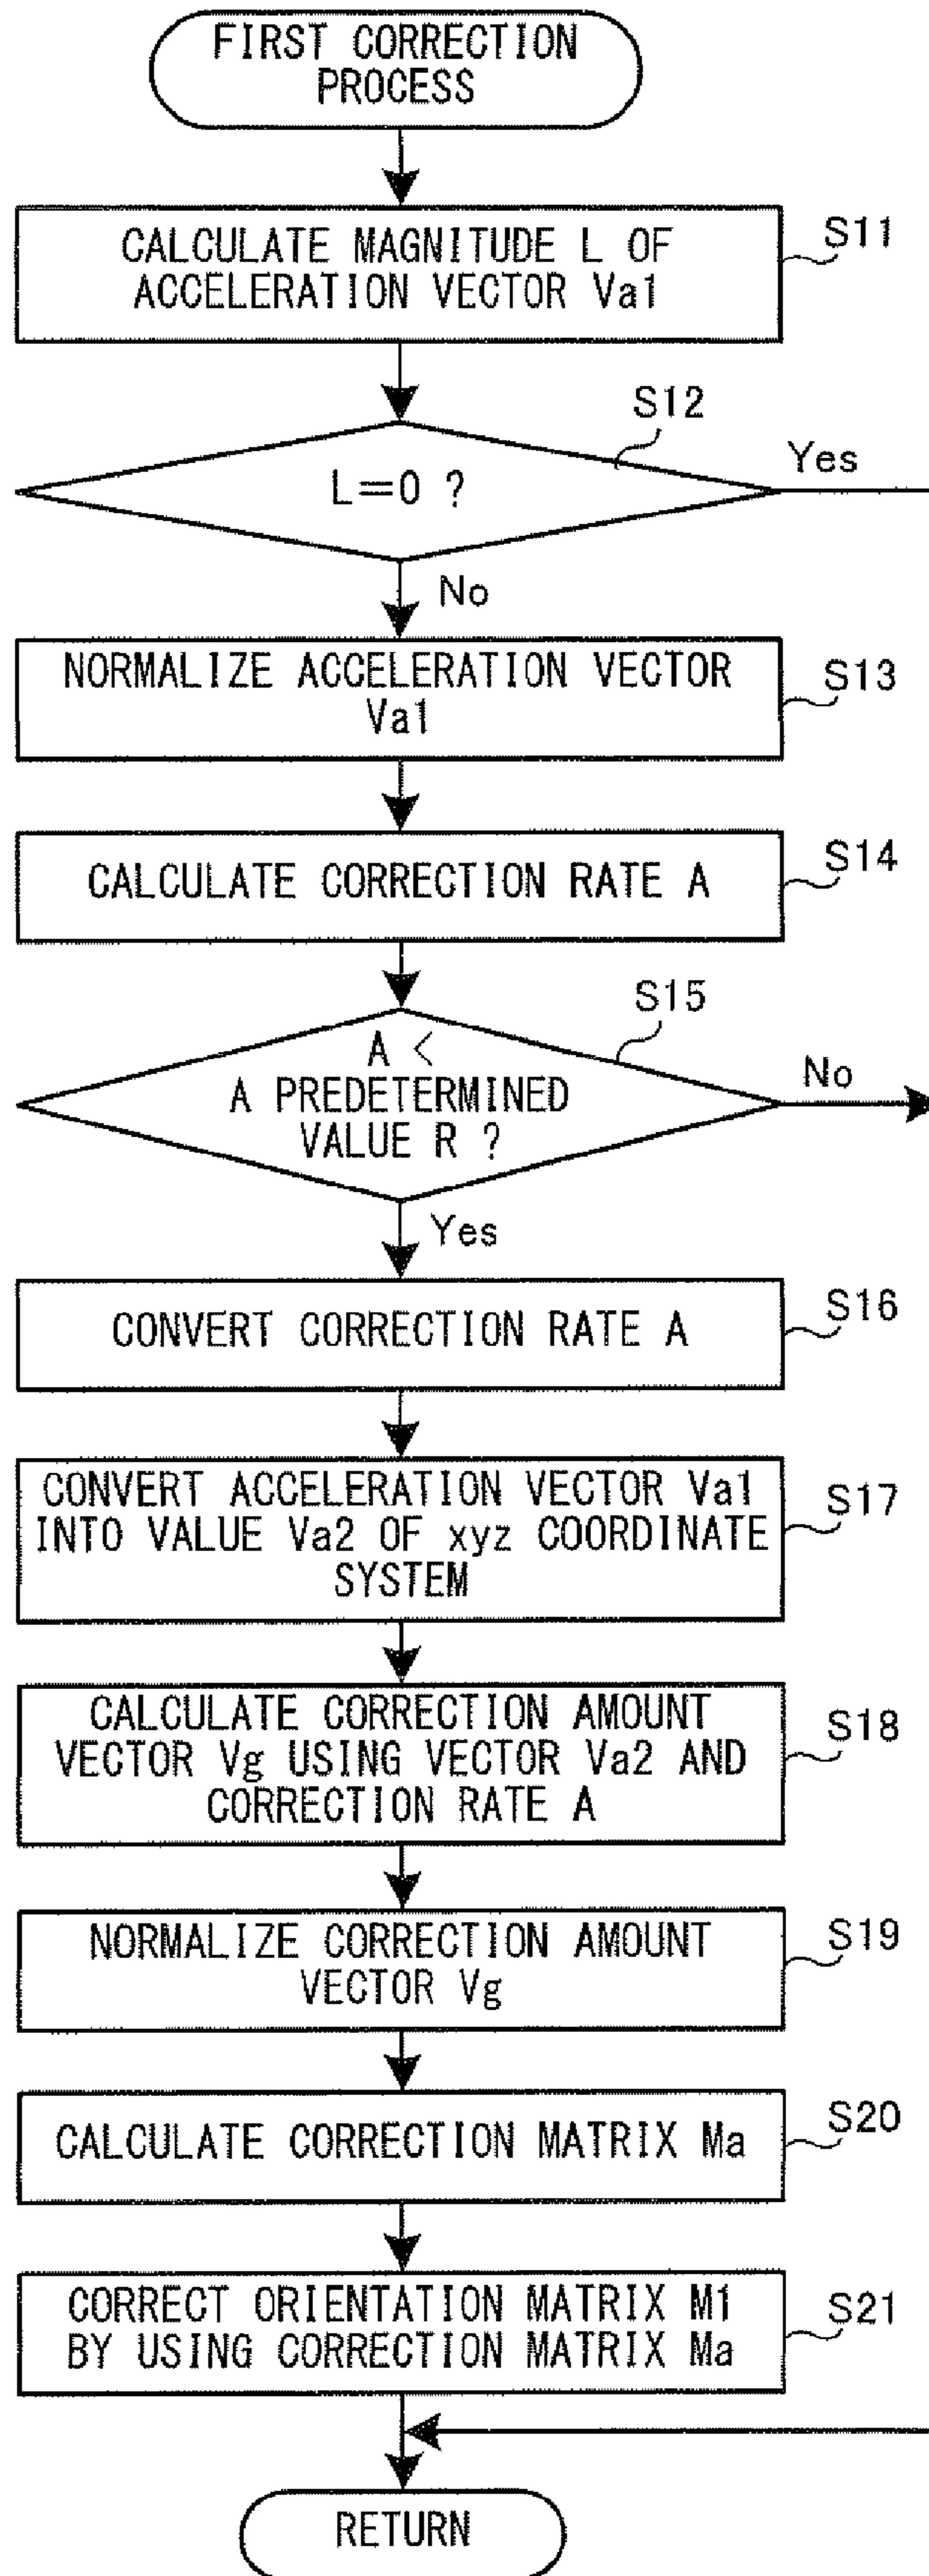 FIRST CORRECTION
PROCESS
CALCULATE MAGNITUDE L OF
ACCELERATION VECTOR Va1
S11
S12
L=0 ?
Yes
No
NORMALIZE ACCELERATION VECTOR
Va1
S13
CALCULATE CORRECTION RATE A
S14
S15
A <
A PREDETERMINED
VALUE R ?
No
Yes
CONVERT CORRECTION RATE A
S16
CONVERT ACCELERATION VECTOR Va1
INTO VALUE Va2 OF xyz COORDINATE
SYSTEM
S17
CALCULATE CORRECTION AMOUNT
VECTOR Vg USING VECTOR Va2 AND
CORRECTION RATE A
S18
NORMALIZE CORRECTION AMOUNT
VECTOR Vg
S19
CALCULATE CORRECTION MATRIX Ma
S20
CORRECT ORIENTATION MATRIX M1
BY USING CORRECTION MATRIX Ma
S21
RETURN